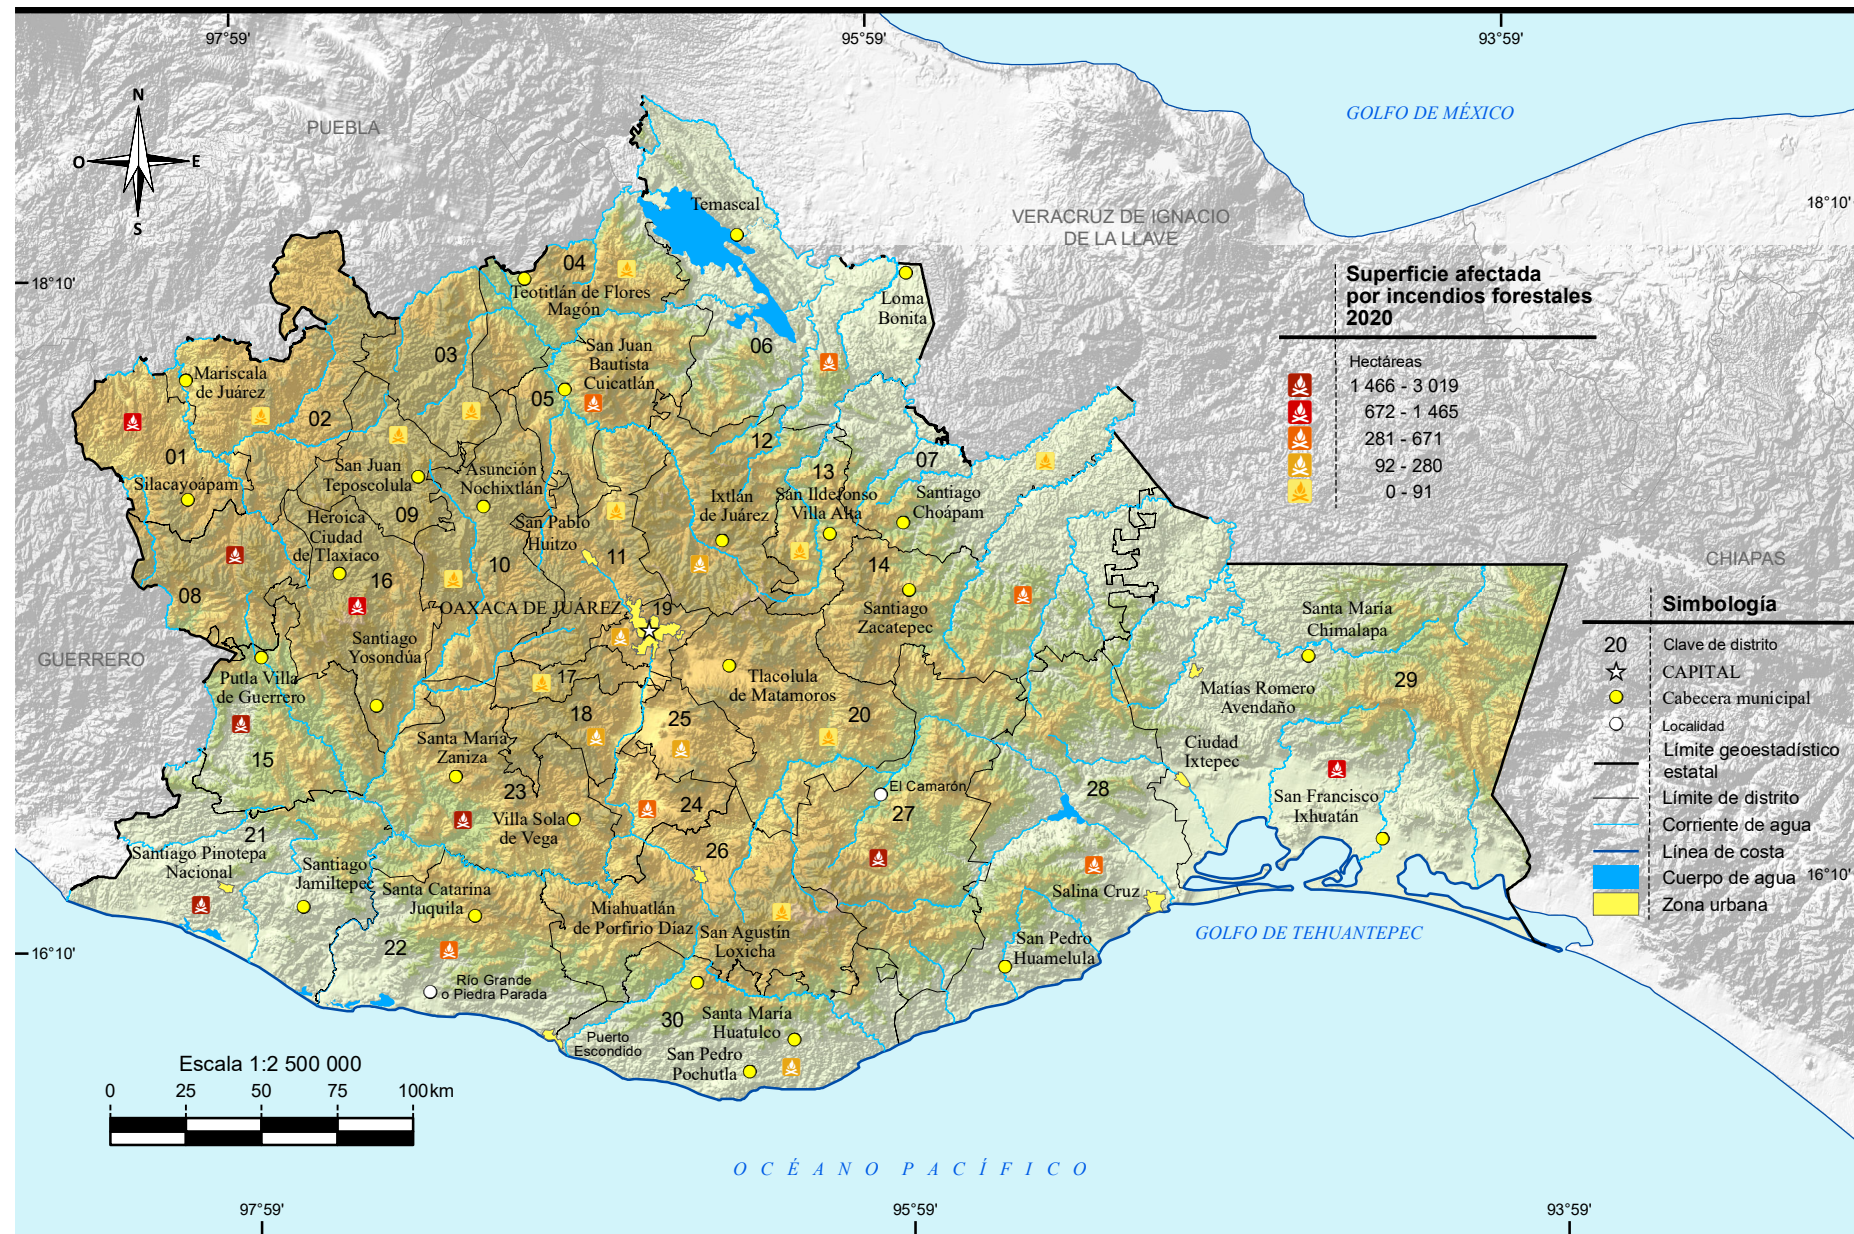 97°59'
95°59'
93°59'
N
O
E
S
PUEBLA
GOLFO DE MÉXICO
VERACRUZ DE IGNACIO
DE LA LLAVE
18°10'
18°10'
Temascal
04
Teotitlán de Flores
Magón
Loma
Bonita
Superficie afectada
por incendios forestales
2020
Hectáreas
1 466 - 3 019
672 - 1 465
281 - 671
92 - 280
0 - 91
03
San Juan
Bautista
Cuicatlán
06
Mariscala
de Juárez
05
02
12
01
San Juan
Teposcolula
Asunción
Nochixtlán
13
07
Silacayoápam
Ixtlán
de Juárez
San Ildefonso
Villa Alta
Santiago
Choápam
Heroica
Ciudad
de Tlaxiaco
09
San Pablo
Huitzo
10
11
14
CHIAPAS
08
16
OAXACA DE JUÁREZ
19
Santiago
Zacatepec
Santa María
Chimalapa
GUERRERO
Santiago
Yosondúa
Putla Villa
de Guerrero
17
Tlacolula
de Matamoros
Matías Romero
Avendaño
29
18
25
20
15
Santa María
Zaniza
Ciudad
Ixtepec
23
24
El Camarón
27
28
San Francisco
Ixhuatán
Villa Sola
de Vega
21
26
Santiago Pinotepa
Nacional
Santiago
Jamiltepec
Santa Catarina
Juquila
Salina Cruz
Miahuatlán
de Porfirio Díaz
San Agustín
Loxicha
San Pedro
Huamelula
GOLFO DE TEHUANTEPEC
22
Río Grande
o Piedra Parada
30
Santa María
Huatulco
Puerto
Escondido
San Pedro
Pochutla
Simbología
20 Clave de distrito
CAPITAL
Cabecera municipal
Localidad
Límite geoestadístico
estatal
Límite de distrito
Corriente de agua
Línea de costa
Cuerpo de agua
Zona urbana
16°10'
16°10'
Escala 1:2 500 000
0 25 50 75 100 km
OCÉANO PACÍFICO
97°59'
95°59'
93°59'